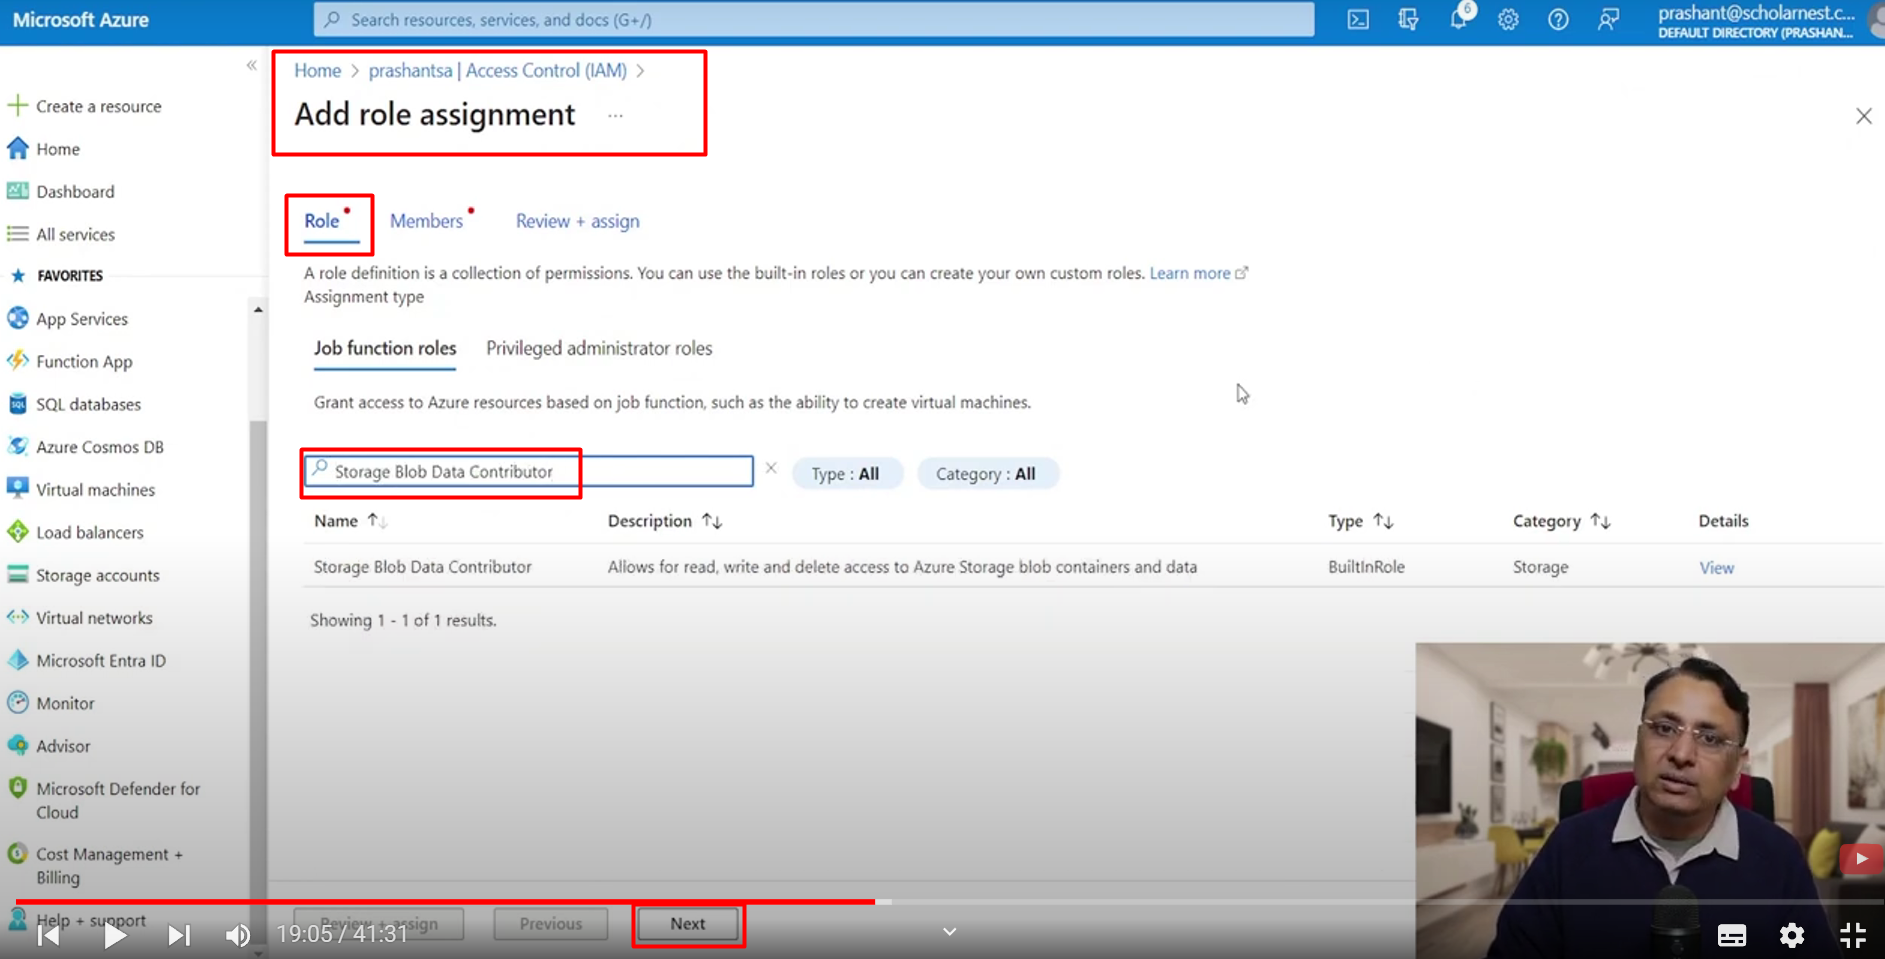 Microsoft Azure
Search resources, services, and docs (G+/)
6
prashant@scholarnest.c...
DEFAULT DIRECTORY (PRASHAN...
Create a resource
Home
Dashboard
All services
FAVORITES
App Services
Function App
SQL databases
Azure Cosmos DB
Virtual machines
Load balancers
Storage accounts
Virtual networks
Microsoft Entra ID
Monitor
Advisor
Microsoft Defender for
Cloud
Cost Management +
Billing
Help + support
Home > prashantsa | Access Control (IAM) >
Add role assignment ...
Role Members Review + assign
A role definition is a collection of permissions. You can use the built-in roles or you can create your own custom roles. Learn more
Assignment type
Job function roles Privileged administrator roles
Grant access to Azure resources based on job function, such as the ability to create virtual machines.
Storage Blob Data Contributor
Type : All Category : All
Name Description Type Category Details
Storage Blob Data Contributor Allows for read, write and delete access to Azure Storage blob containers and data BuiltInRole Storage View
Showing 1 - 1 of 1 results.
Review + assign Previous Next
19:05 / 41:31